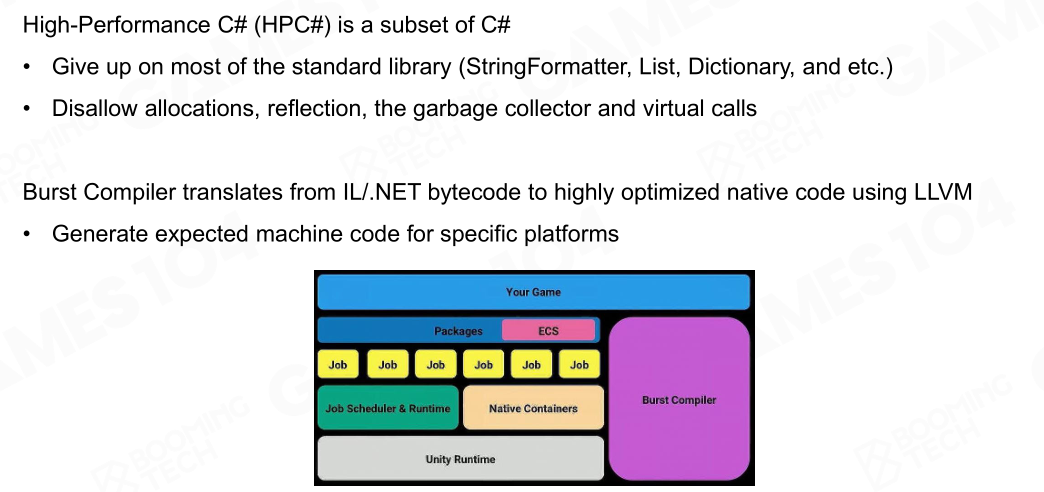 High-Performance C# (HPC#) is a subset of C#
• Give up on most of the standard library (StringFormatter, List, Dictionary, and etc.)
• Disallow allocations, reflection, the garbage collector and virtual calls
Burst Compiler translates from IL/.NET bytecode to highly optimized native code using LLVM
• Generate expected machine code for specific platforms
Your Game
Packages ECS
Job Job Job Job Job Job
Job Scheduler & Runtime Native Containers
Burst Compiler
Unity Runtime
GAMES104
BOOMING
TECH